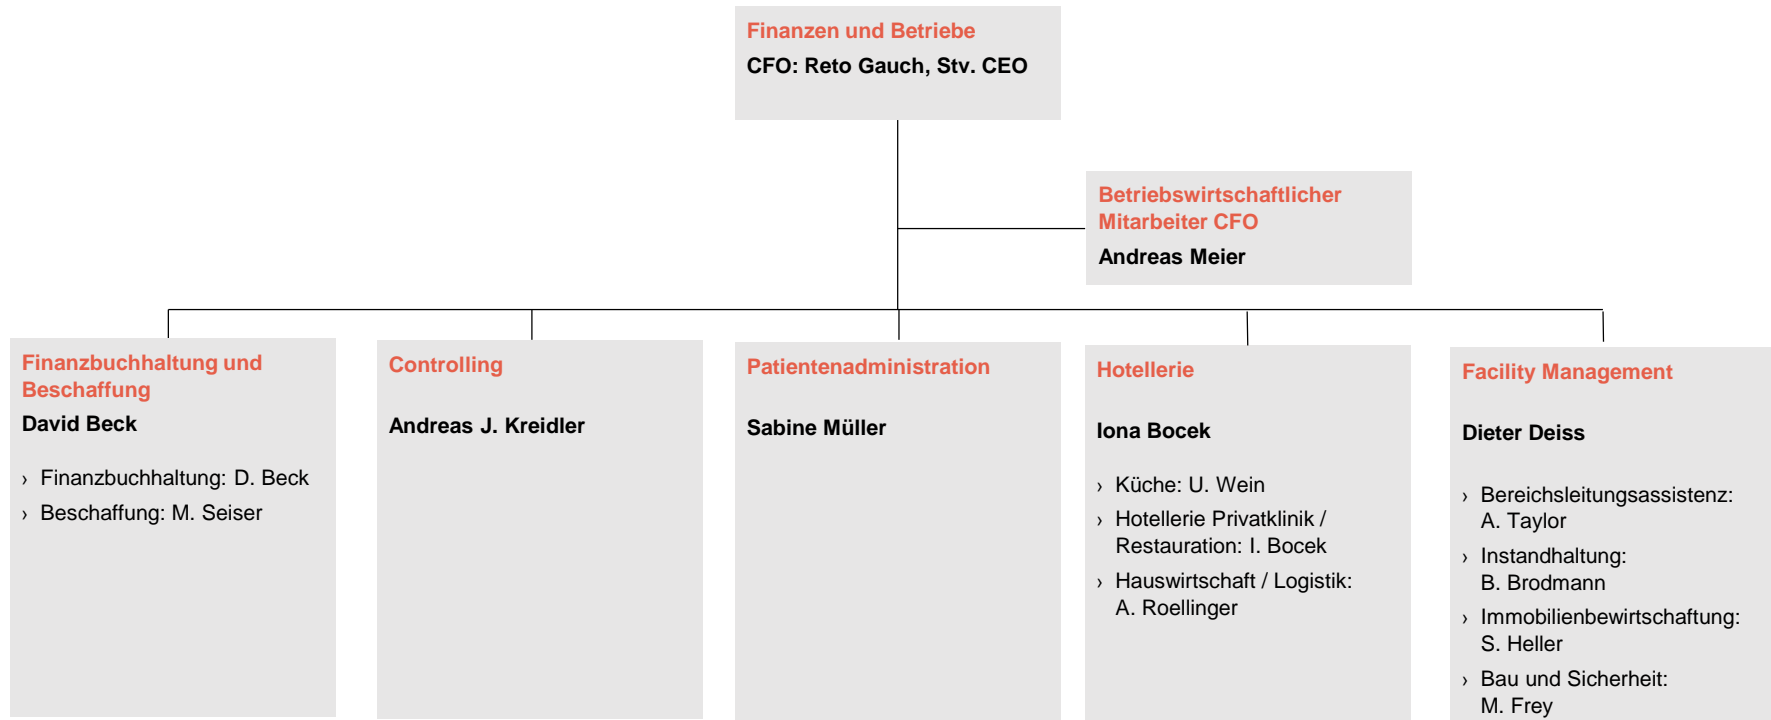 Finanzen und Betriebe
CFO: Reto Gauch, Stv. CEO
Betriebswirtschaftlicher
Mitarbeiter CFO
Andreas Meier
Finanzbuchhaltung und
Beschaffung
David Beck
› Finanzbuchhaltung: D. Beck
› Beschaffung: M. Seiser
Controlling
Andreas J. Kreidler
Patientenadministration
Sabine Müller
Hotellerie
Iona Bocek
› Küche: U. Wein
› Hotellerie Privatklinik /
Restauration: I. Bocek
› Hauswirtschaft / Logistik:
A. Roellinger
Facility Management
Dieter Deiss
› Bereichsleitungsassistenz:
A. Taylor
› Instandhaltung:
B. Brodmann
› Immobilienbewirtschaftung:
S. Heller
› Bau und Sicherheit:
M. Frey